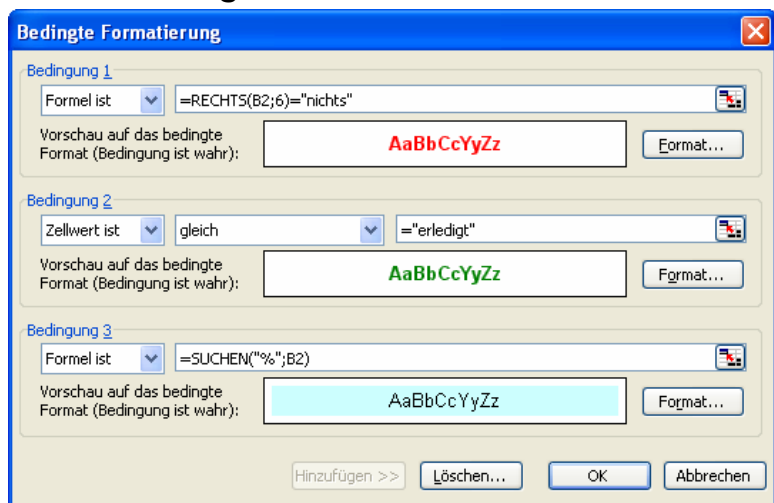 Bedingte Formatierung
Bedingung 1
Formel ist =RECHTS(B2;6)="nichts"
Vorschau auf das bedingte
Format (Bedingung ist wahr):
AaBbCcYyZz
Format...
Bedingung 2
Zellwert ist gleich ="erledigt"
Vorschau auf das bedingte
Format (Bedingung ist wahr):
AaBbCcYyZz
Format...
Bedingung 3
Formel ist =SUCHEN("%";B2)
Vorschau auf das bedingte
Format (Bedingung ist wahr):
AaBbCcYyZz
Format...
Hinzufügen >> Löschen... OK Abbrechen